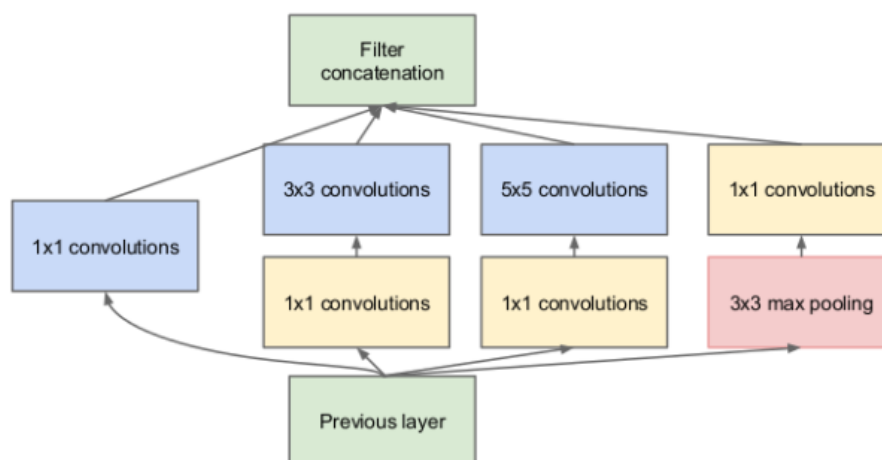 Filter
concatenation
3x3 convolutions
5x5 convolutions
1x1 convolutions
1x1 convolutions
1x1 convolutions
1x1 convolutions
3x3 max pooling
Previous layer